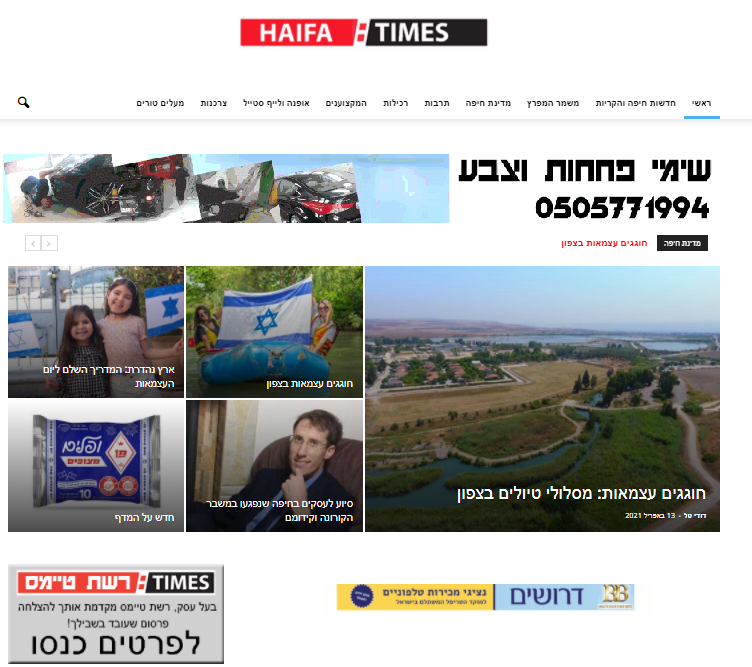 HAIFA TIMES
ראשי
חדשות חיפה והקריות
משמר המפרץ
מדינת חיפה
תרבות
רכילות
המקצוענים
אופנה ולייף סטייל
צרכנות
מעלים טורים
שימי פחחות וצבע
0505771994
מדינת חיפה
חוגגים עצמאות בצפון
חוגגים עצמאות: מסלולי טיולים בצפון
דודי טל - 13 באפריל 2021
חוגגים עצמאות בצפון
ארץ נהדרת: המדריך השלם ליום
העצמאות
סיוע לעסקים בחיפה שנפגעו במשבר
הקורונה וקידומם
ופלים
מצופים
10
חדש על המדף
דרושים
נציגי מכירות טלפוניים
רשת טיימס TIMES
בעל עסק, רשת טיימס מקדמת אותך להצלחה
פרסום שעובד בשבילך!
לפרטים כנסו